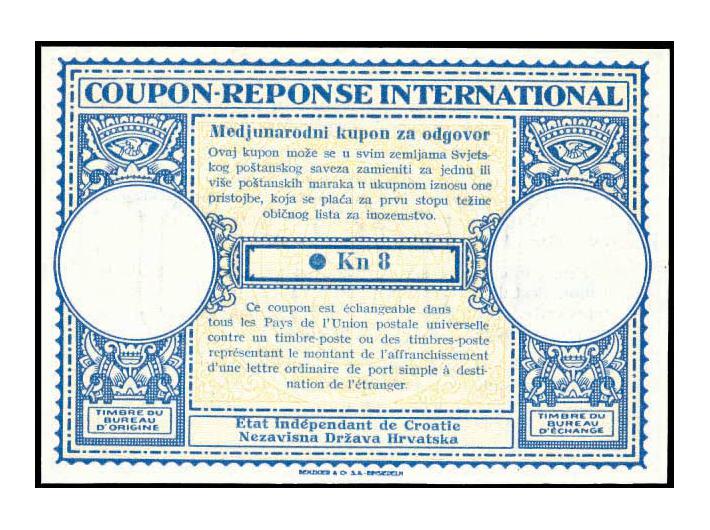 COUPON-REPONSE INTERNATIONAL
Medjunarodni kupon za odgovor
Ovaj kupon može se u svim zemljama Svjets-
kog poštanskog saveza zamieniti za jednu ili
više poštanskih maraka u ukupnom iznosu one
pristojbe, koja se plaća za prvu stopu težine
običnog lista za inozemstvo.
Kn 8
Ce coupon est échangeable dans
tous les Pays de l'Union postale universelle
contre un timbre-poste ou des timbres-poste
représentant le montant de l'affranchissement
d'une lettre ordinaire de port simple à desti-
nation de l'étranger.
TIMBRE DU
BUREAU
D'ORIGINE
Etat Indépendant de Croatie
Nezavisna Država Hrvatska
TIMBRE DU
BUREAU
D'ÉCHANGE
BENZIGER & Co S.A. EINSIEDELN